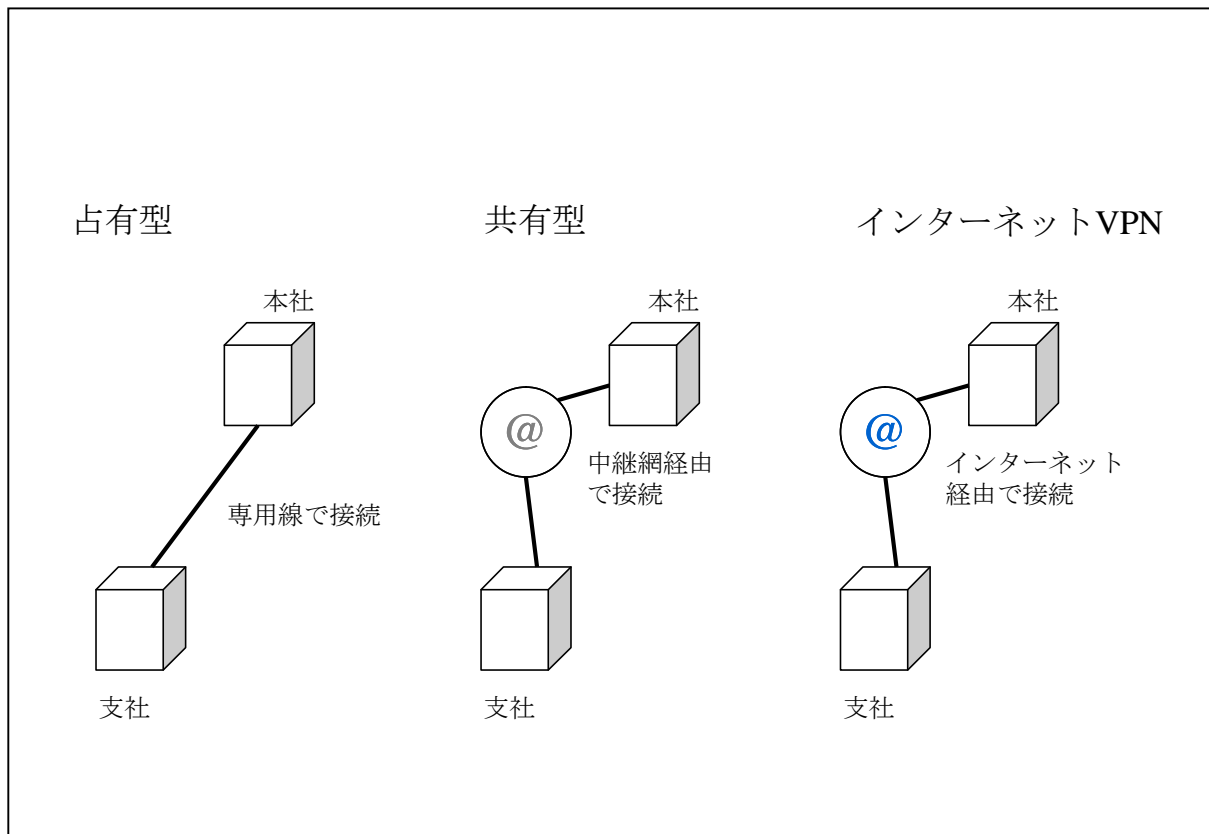 占有型
共有型
インターネットVPN
本社
本社
本社
@
@
中継網経由
で接続
インターネット
経由で接続
専用線で接続
支社
支社
支社